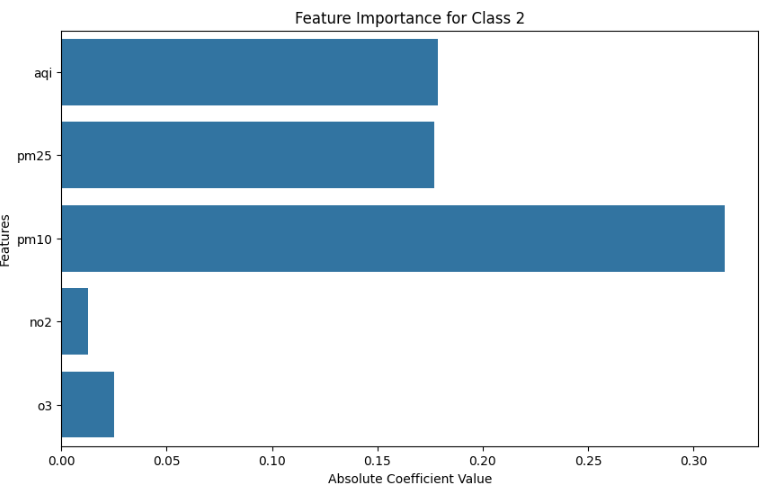 Feature Importance for Class 2
aqi
pm25
pm10
no2
o3
Features
0.00 0.05 0.10 0.15 0.20 0.25 0.30
Absolute Coefficient Value